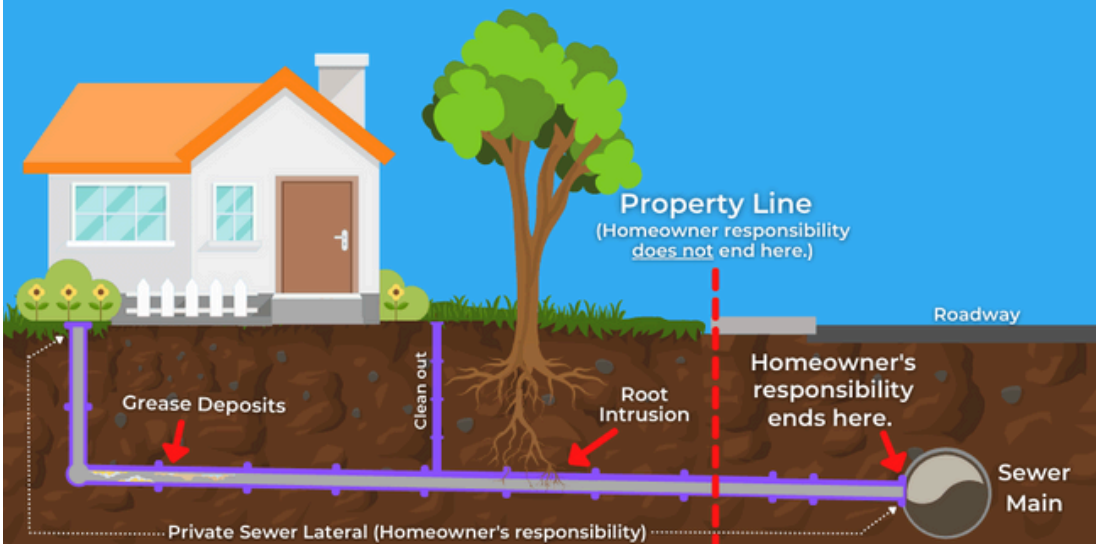 Property Line
(Homeowner responsibility
does not end here.)
Roadway
Homeowner's
responsibility
ends here.
Clean out
Grease Deposits
Root
Intrusion
Sewer
Main
Private Sewer Lateral (Homeowner's responsibility)